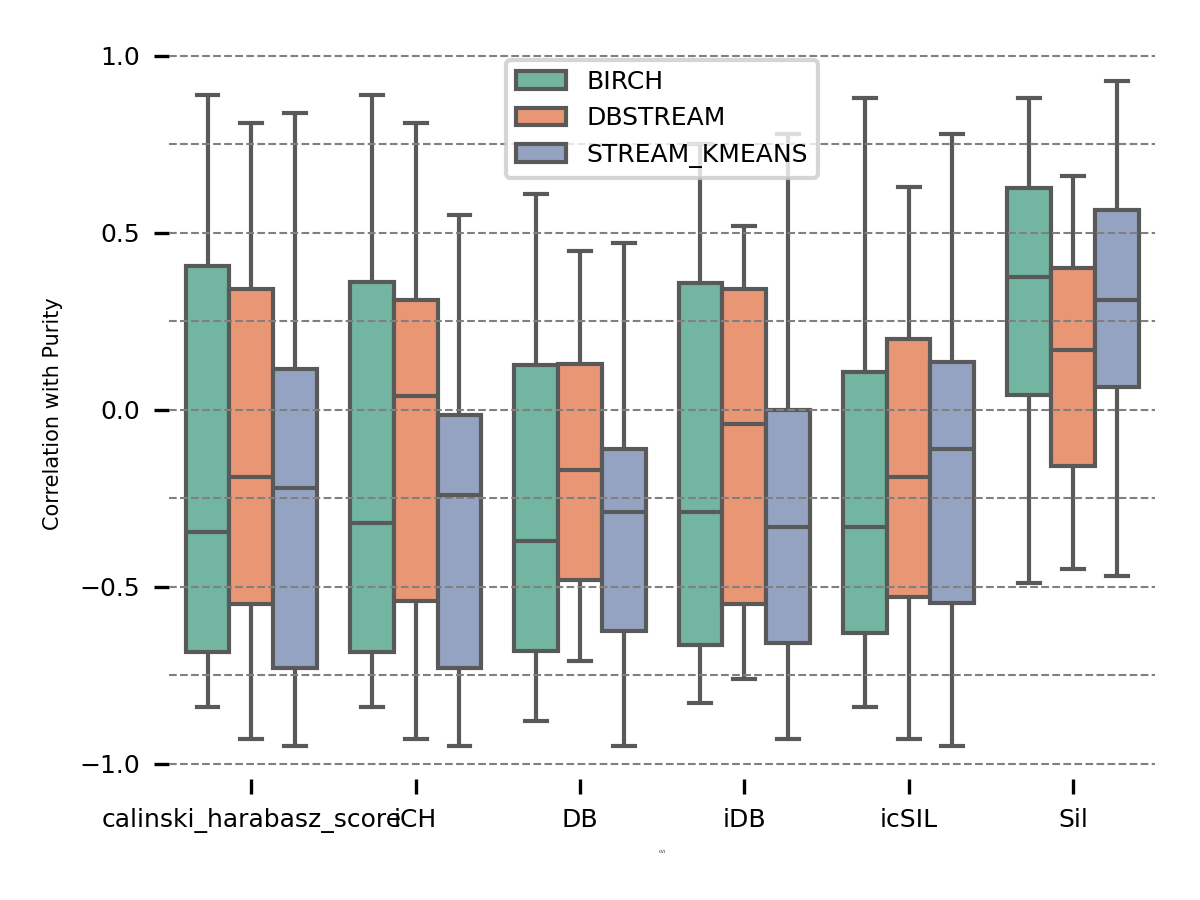 1.0
BIRCH
DBSTREAM
STREAM_KMEANS
0.5
0.0
−0.5
−1.0
Correlation with Purity
calinski_harabasz_score
iCH
DB
iDB
icSIL
Sil